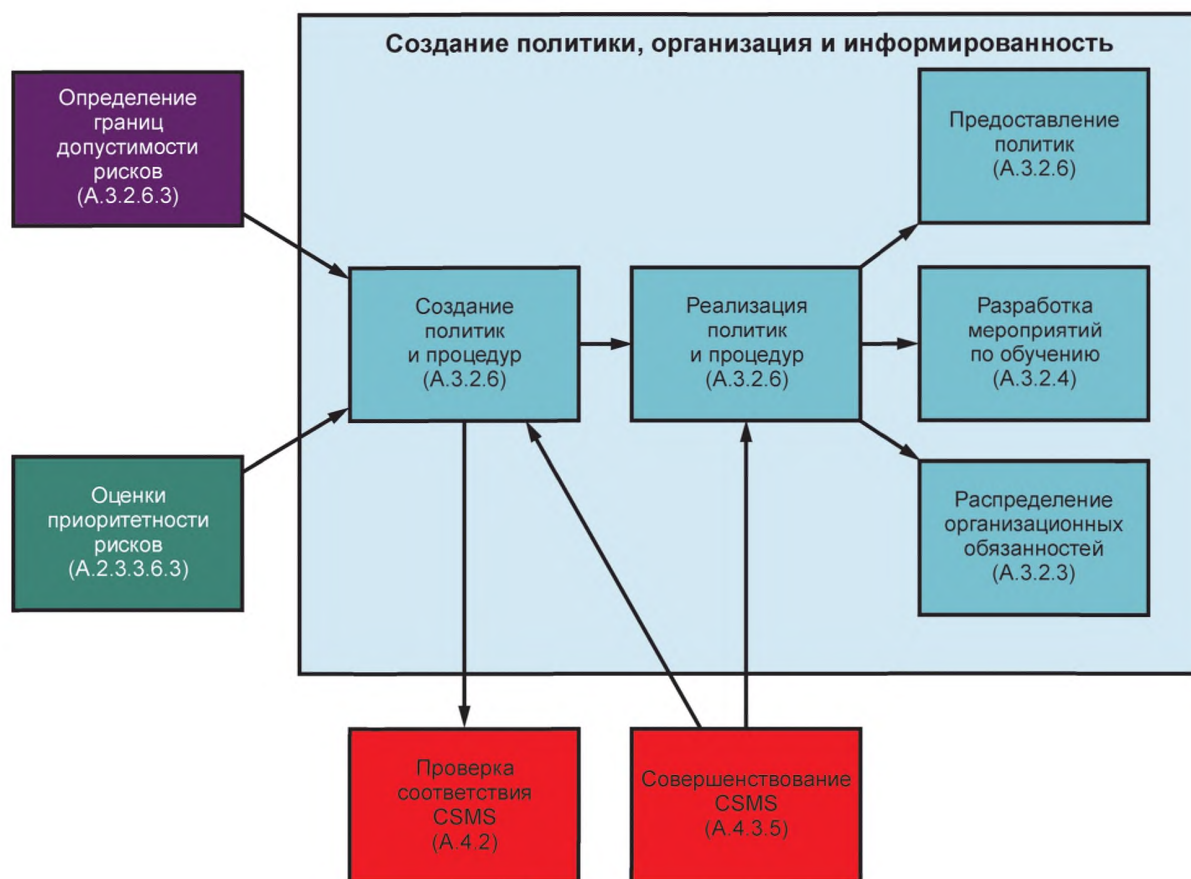 Создание политики, организация и информированность
Определение
границ
допустимости
рисков
(А.3.2.6.3)
Предоставление
политик
(А.3.2.6)
Создание
политик
и процедур
(А.3.2.6)
Реализация
политик
и процедур
(А.3.2.6)
Разработка
мероприятий
по обучению
(А.3.2.4)
Оценки
приоритетности
рисков
(А.2.3.3.6.3)
Распределение
организационных
обязанностей
(А.3.2.3)
Проверка
соответствия
CSMS
(А.4.2)
Совершенствование
CSMS
(А.4.3.5)